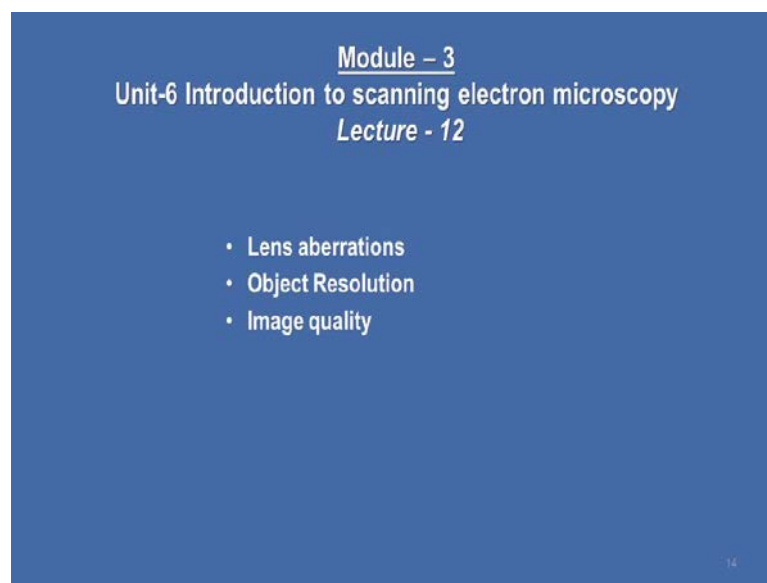 Module – 3
Unit-6 Introduction to scanning electron microscopy
Lecture - 12
• Lens aberrations
• Object Resolution
• Image quality
14